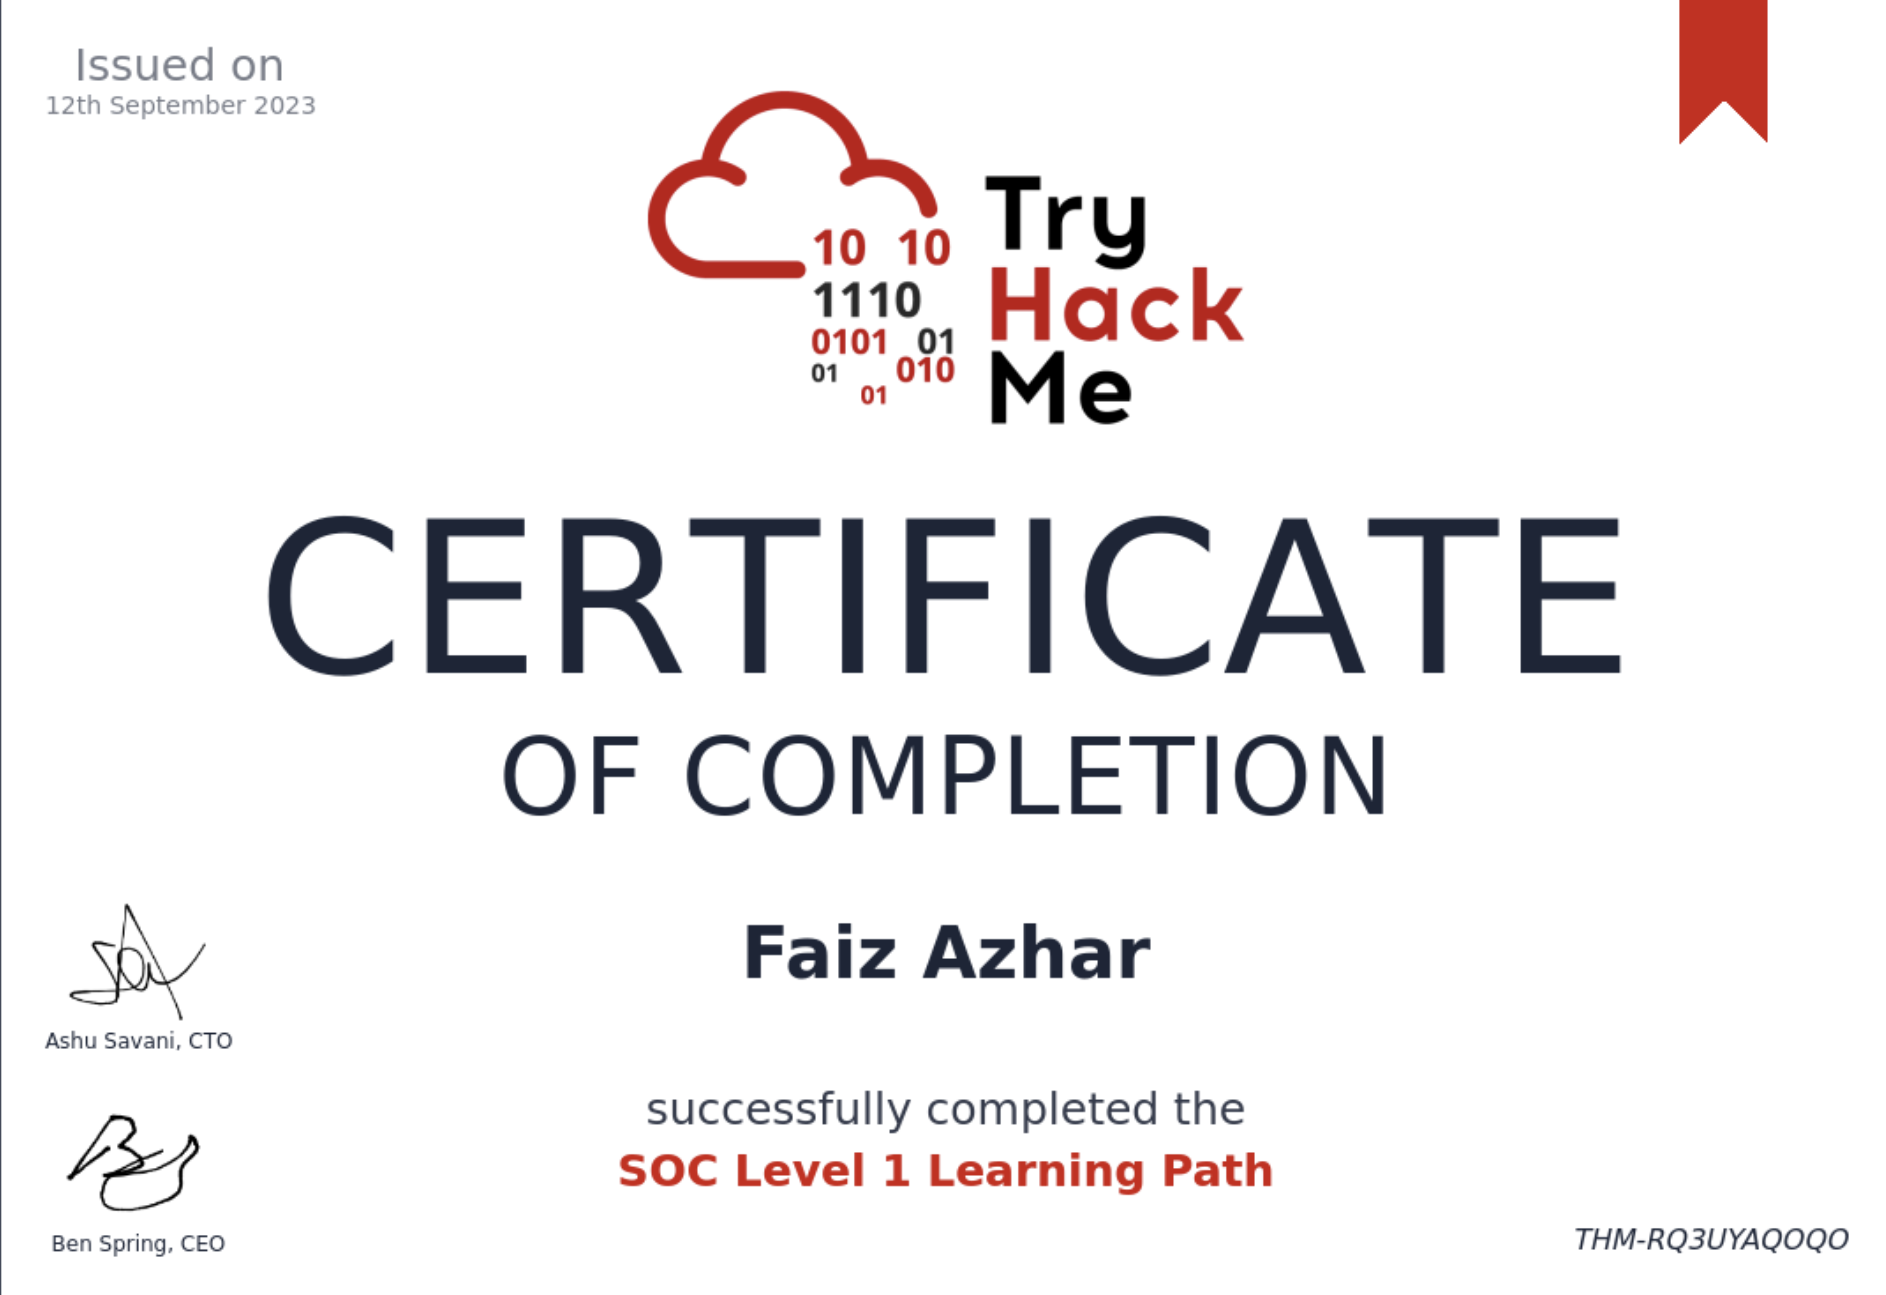 Issued on
12th September 2023
Try
Hack
Me
10 10
1110
0101 01
01 010
01
CERTIFICATE
OF COMPLETION
Faiz Azhar
Ashu Savani, CTO
successfully completed the
SOC Level 1 Learning Path
Ben Spring, CEO
THM-RQ3UYAQOQO